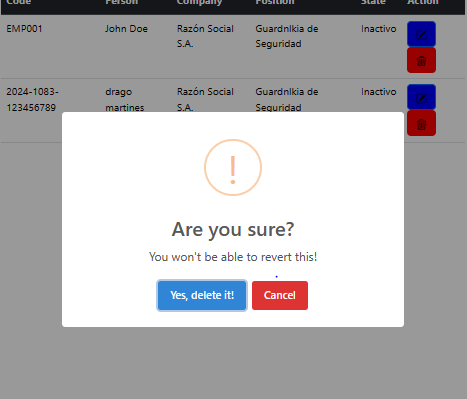 Code Person Company Position State Action
EMP001 John Doe Razón Social Guardnlkia de Inactivo
S.A. Seguridad
2024-1083- drago Razón Social Guardnlkia de Inactivo
123456789 martines S.A. Seguridad
!
Are you sure?
You won't be able to revert this!
Yes, delete it! Cancel